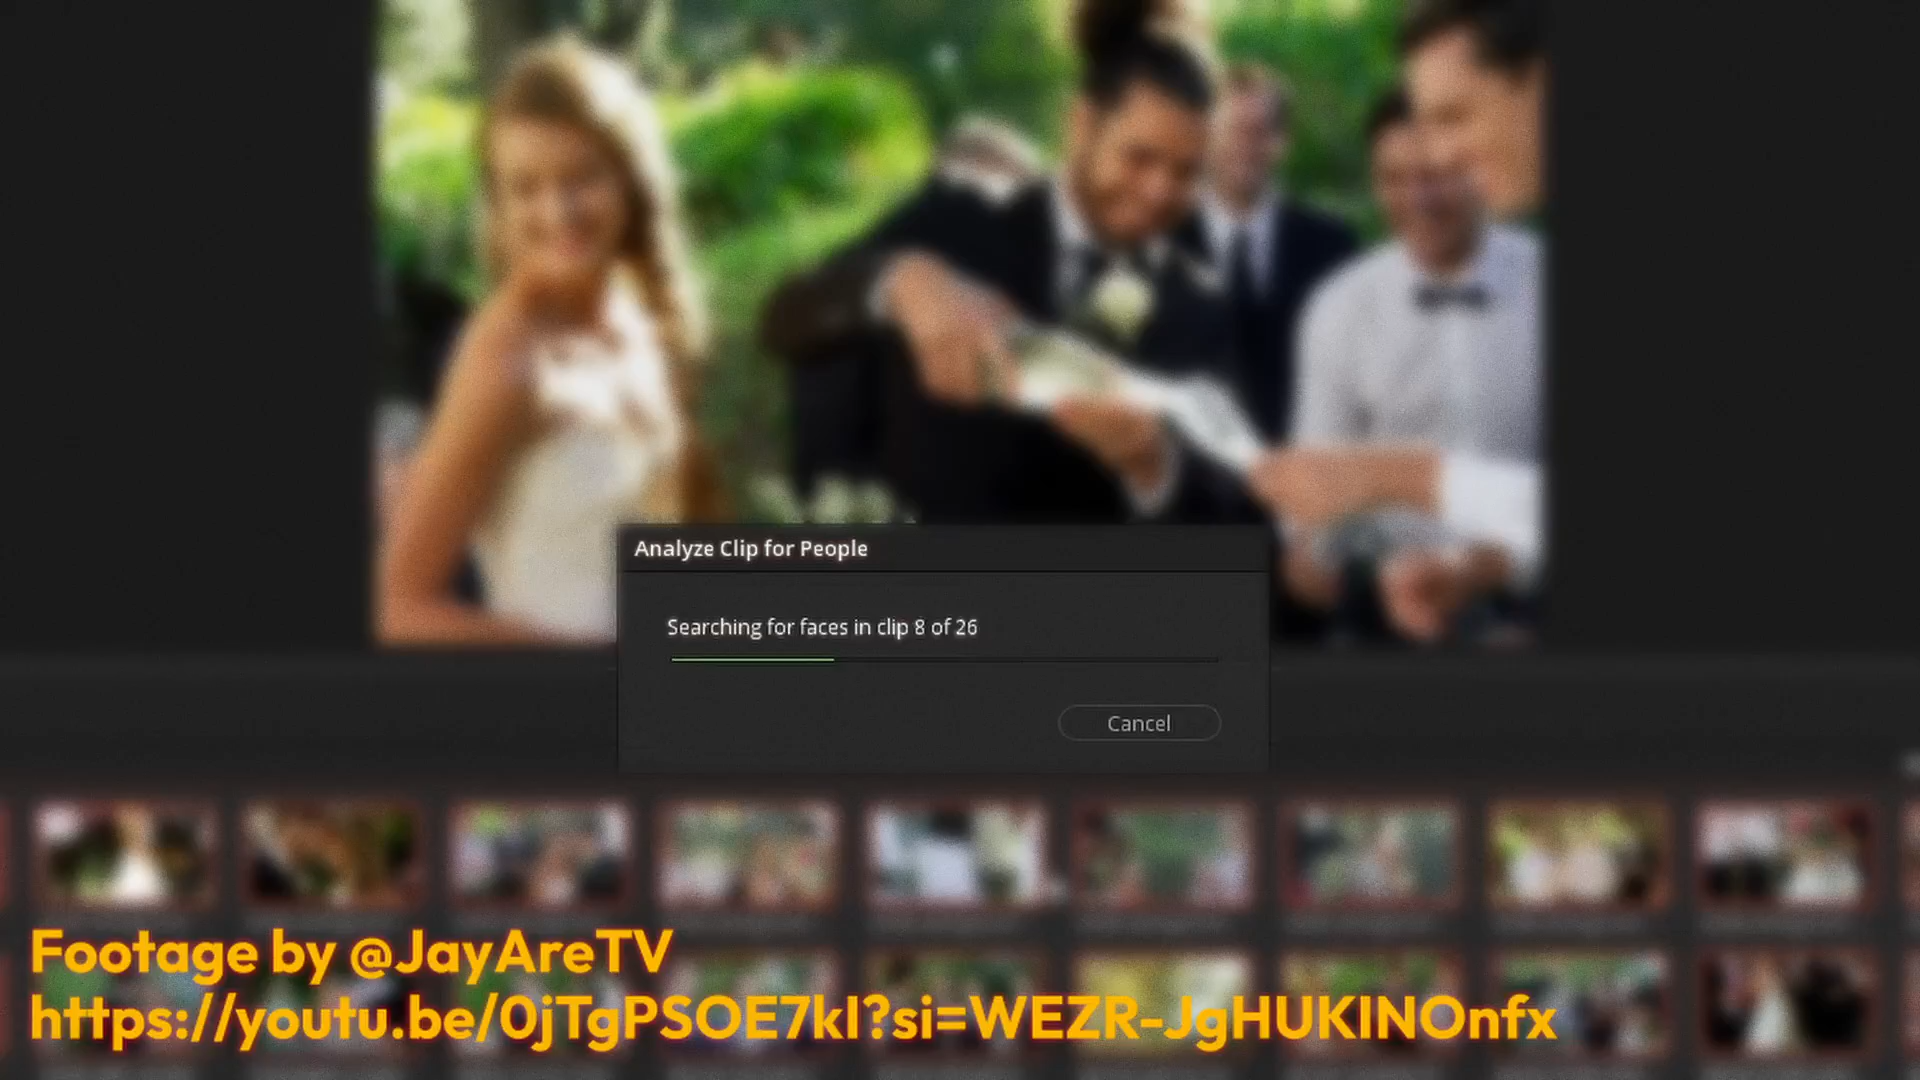 Analyze Clip for People
Searching for faces in clip 8 of 26
Cancel
Footage by @JayAreTV
https://youtu.be/0jTgPSOE7kI?si=WEZR-JgHUKINOnfx